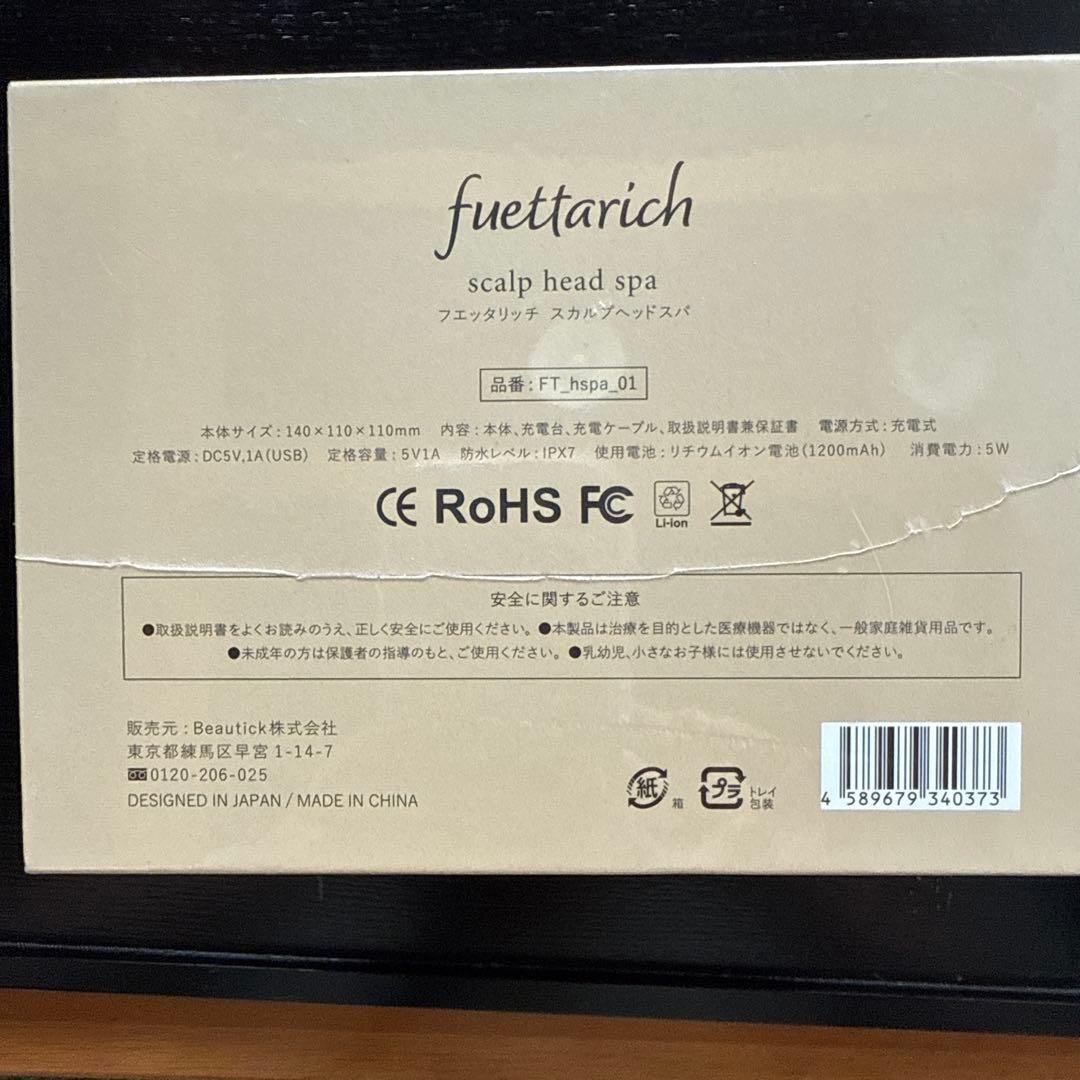 fuettarich
scalp head spa
フエッタリッチ スカルプヘッドスパ
品番:FT_hspa_01
本体サイズ:140×110×110mm 内容:本体、充電台、充電ケーブル、取扱説明書兼保証書 電源方式:充電式
定格電源:DC5V,1A(USB) 定格容量:5V1A 防水レベル:IPX7 使用電池:リチウムイオン電池(1200mAh) 消費電力:5W
CE RoHS FC
Li-ion
安全に関するご注意
●取扱説明書をよくお読みのうえ、正しく安全にご使用ください。●本製品は治療を目的とした医療機器ではなく、一般家庭雑貨用品です。
●未成年の方は保護者の指導のもと、ご使用ください。●乳幼児、小さなお子様には使用させないでください。
販売元:Beautick株式会社
東京都練馬区早宮1-14-7
0120-206-025
DESIGNED IN JAPAN / MADE IN CHINA
紙 箱
プラ トレイ
包装
4 589679 340373